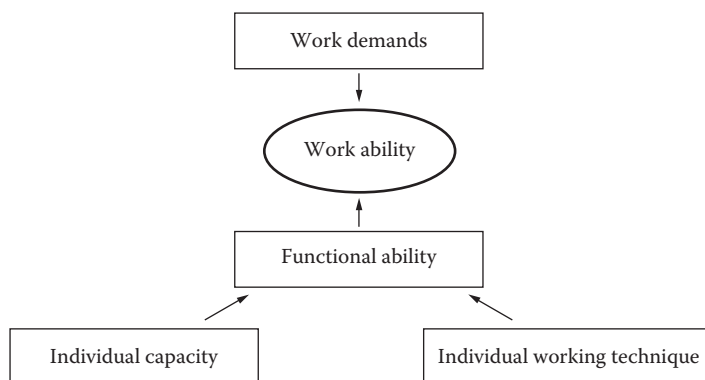 Work demands
Work ability
Functional ability
Individual capacity
Individual working technique